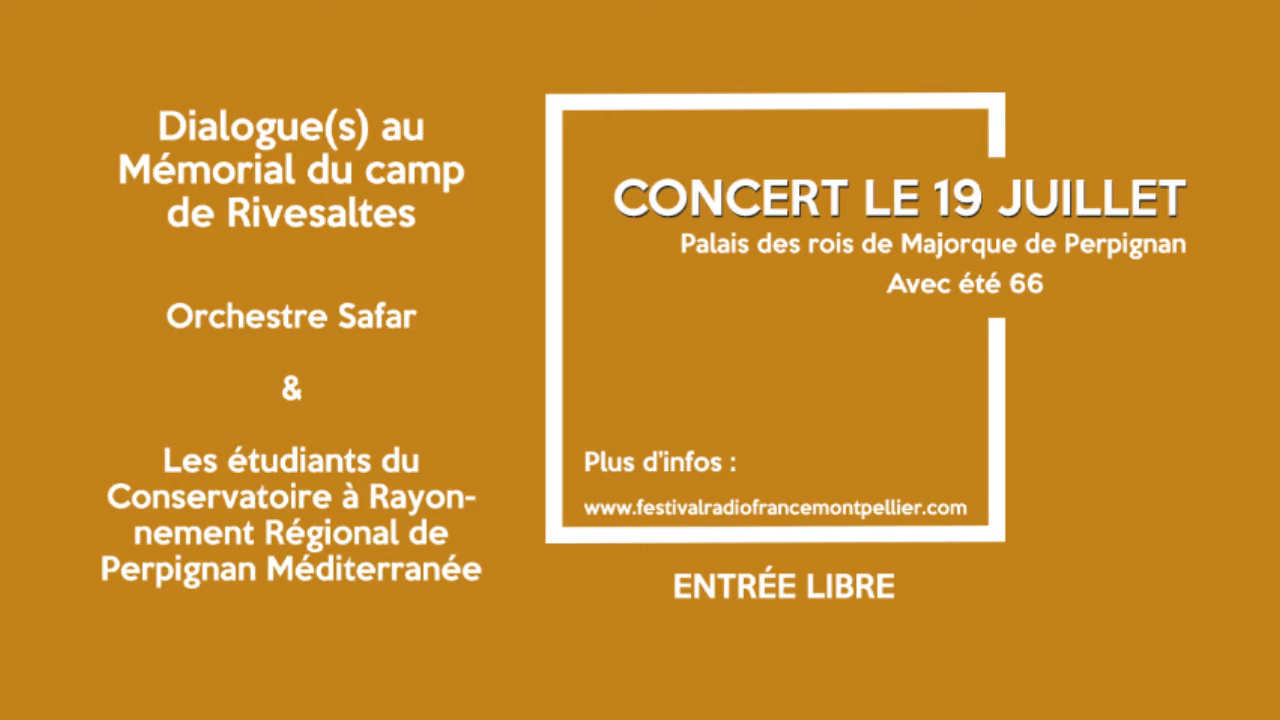 Dialogue(s) au
Mémorial du camp
de Rivesaltes
Orchestre Safar
&
Les étudiants du
Conservatoire à Rayon-
nement Régional de
Perpignan Méditerranée
CONCERT LE 19 JUILLET
Palais des rois de Majorque de Perpignan
Avec été 66
Plus d'infos :
www.festivalradiofrancemontpellier.com
ENTRÉE LIBRE